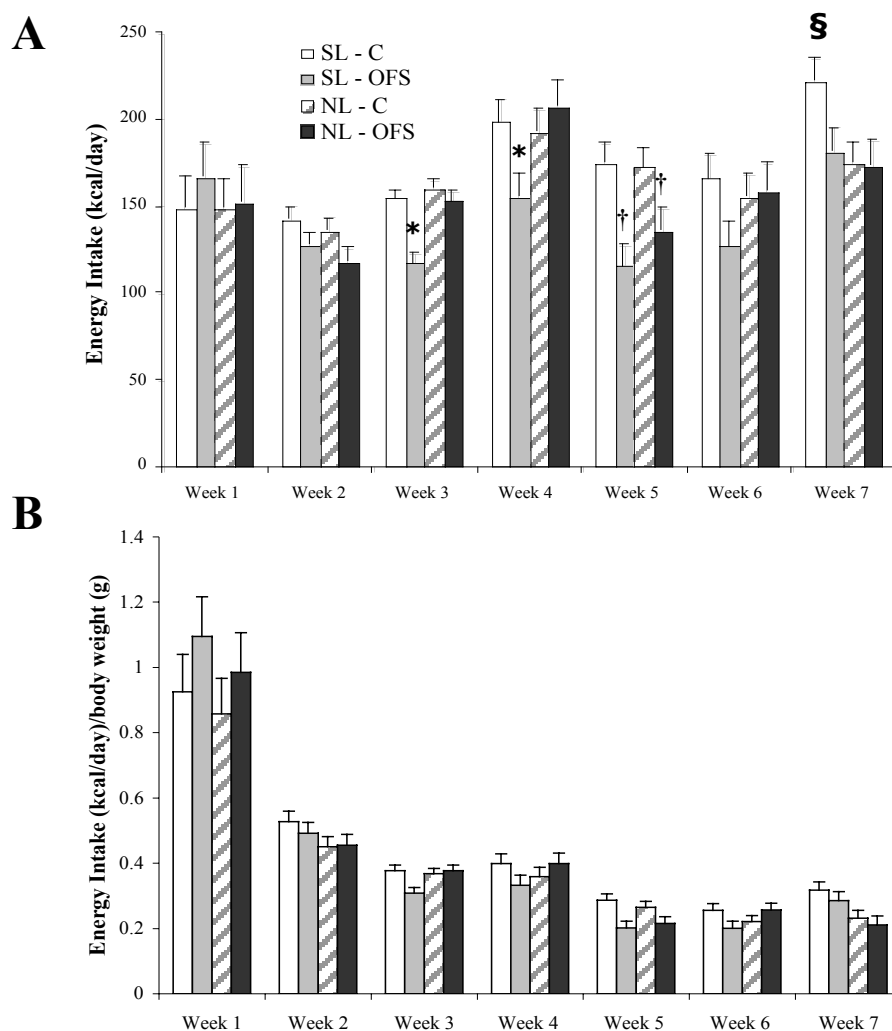 A
Energy Intake (kcal/day)
250
200
150
100
50
0
SL - C
SL - OFS
NL - C
NL - OFS
*
*
†
†
§
Week 1 Week 2 Week 3 Week 4 Week 5 Week 6 Week 7
B
Energy Intake (kcal/day)/body weight (g)
1.4
1.2
1
0.8
0.6
0.4
0.2
0
Week 1 Week 2 Week 3 Week 4 Week 5 Week 6 Week 7